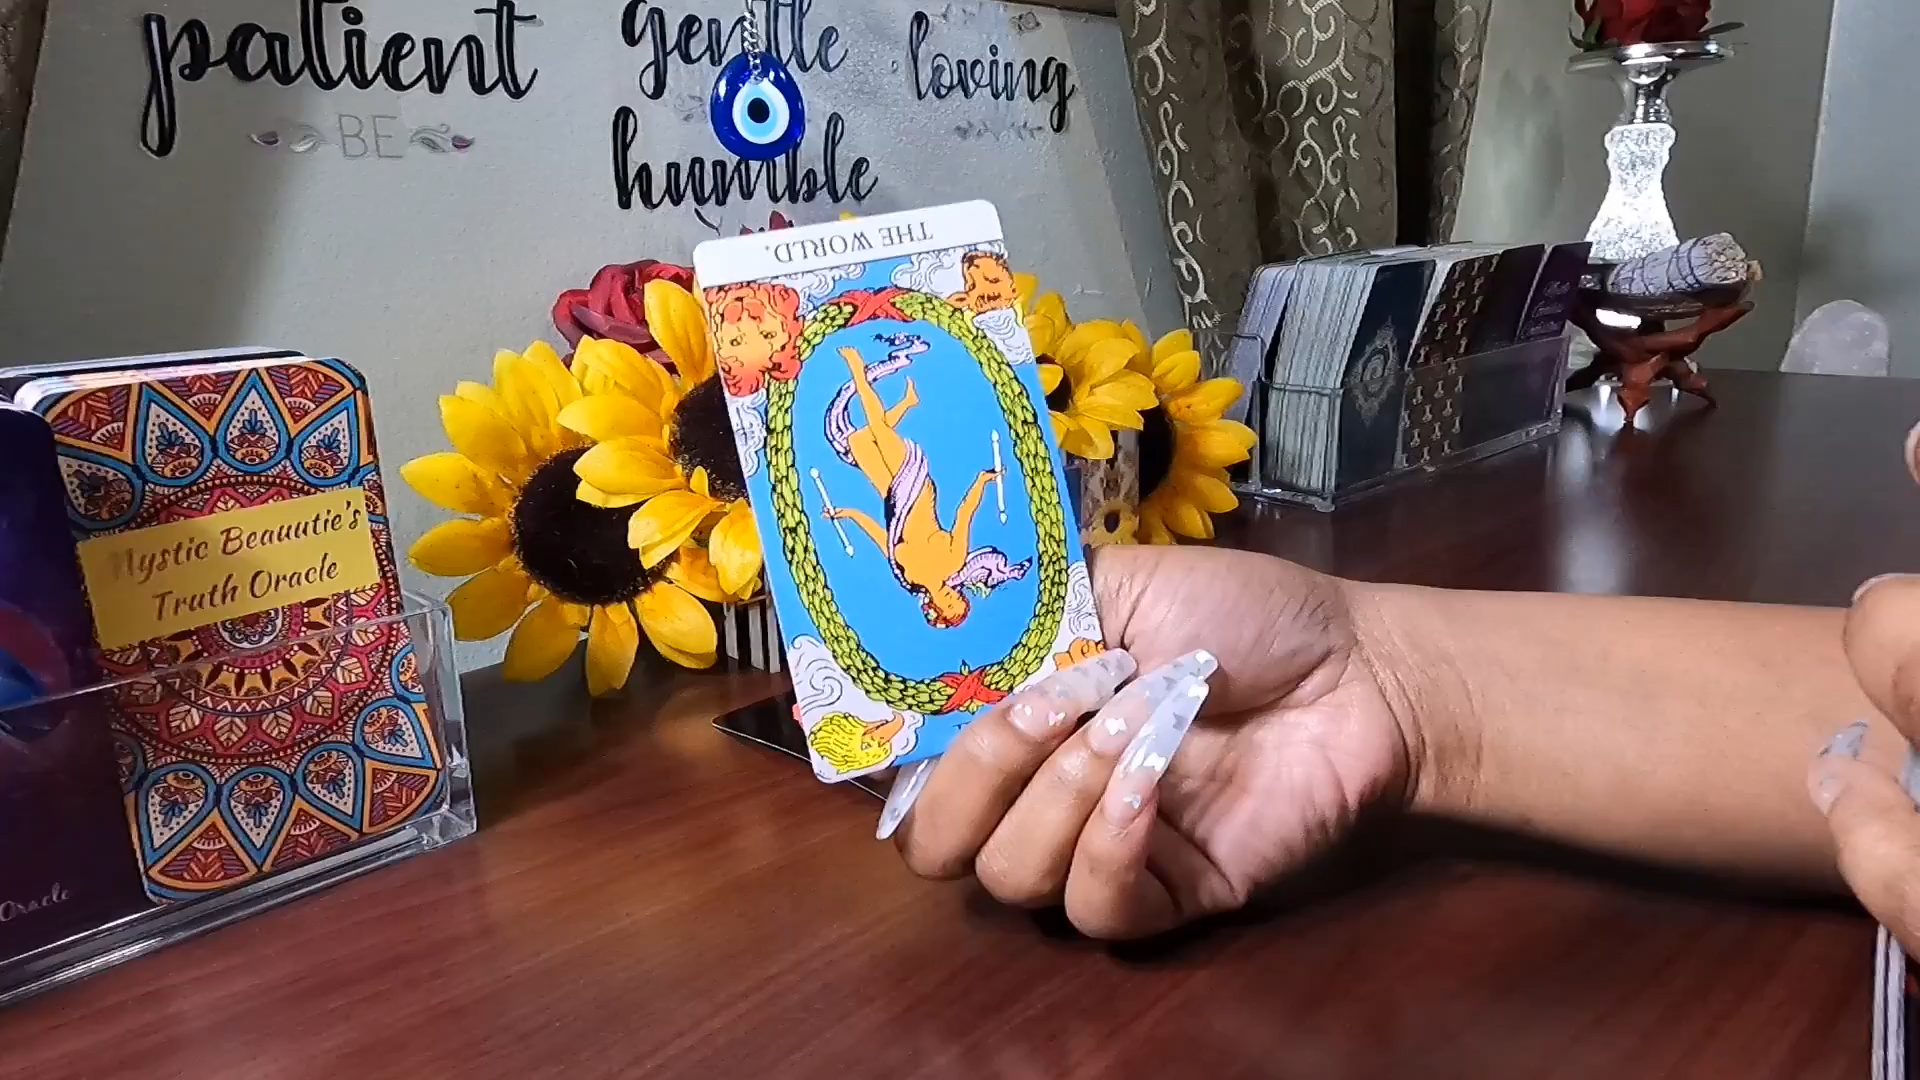 patient
BE
gentle
loving
humble
THE WORLD.
Mystic Beauutie's
Truth Oracle
Oracle